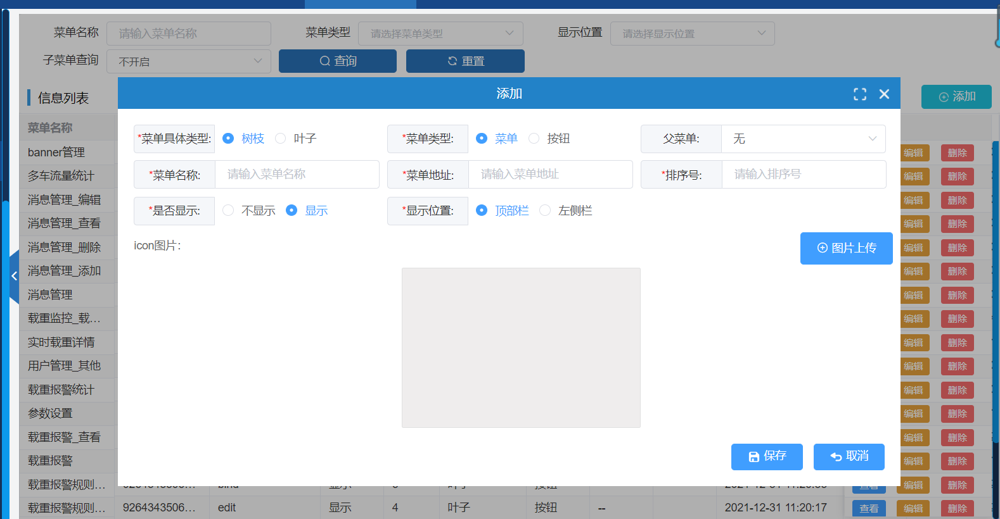 菜单名称 请输入菜单名称 菜单类型 请选择菜单类型 显示位置 请选择显示位置
子菜单查询 不开启 查询 重置
信息列表 添加
添加
菜单名称
*菜单具体类型: 树枝 叶子 *菜单类型: 菜单 按钮 父菜单: 无
banner管理 编辑 删除
*菜单名称: 请输入菜单名称 *菜单地址: 请输入菜单地址 *排序号: 请输入排序号
多车流量统计 编辑 删除
消息管理_编辑 编辑 删除
*是否显示: 不显示 显示 *显示位置: 顶部栏 左侧栏
消息管理_查看 编辑 删除
icon图片: 图片上传
消息管理_删除 编辑 删除
消息管理_添加 编辑 删除
消息管理 编辑 删除
载重监控_载... 编辑 删除
实时载重详情 编辑 删除
用户管理_其他 编辑 删除
载重报警统计 编辑 删除
参数设置 编辑 删除
载重报警_查看 编辑 删除
保存 取消
载重报警 编辑 删除
载重报警规则... 查看 编辑 删除
载重报警规则... 9264343506... edit 显示 4 叶子 按钮 -- 2021-12-31 11:20:17 查看 编辑 删除